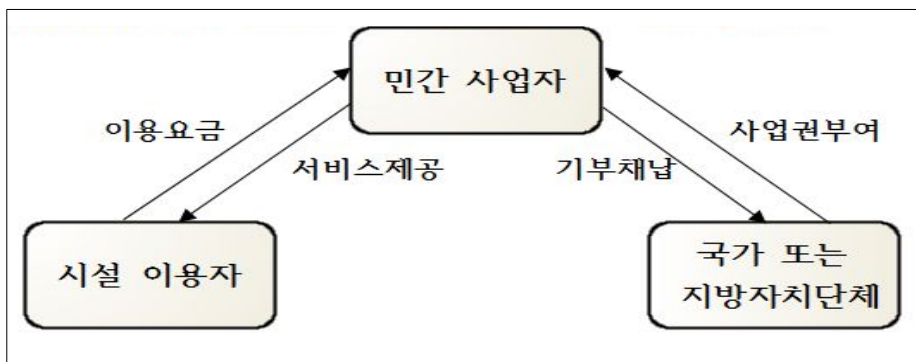 민간 사업자
이용요금
사업권부여
서비스제공
기부채납
시설 이용자
국가 또는
지방자치단체